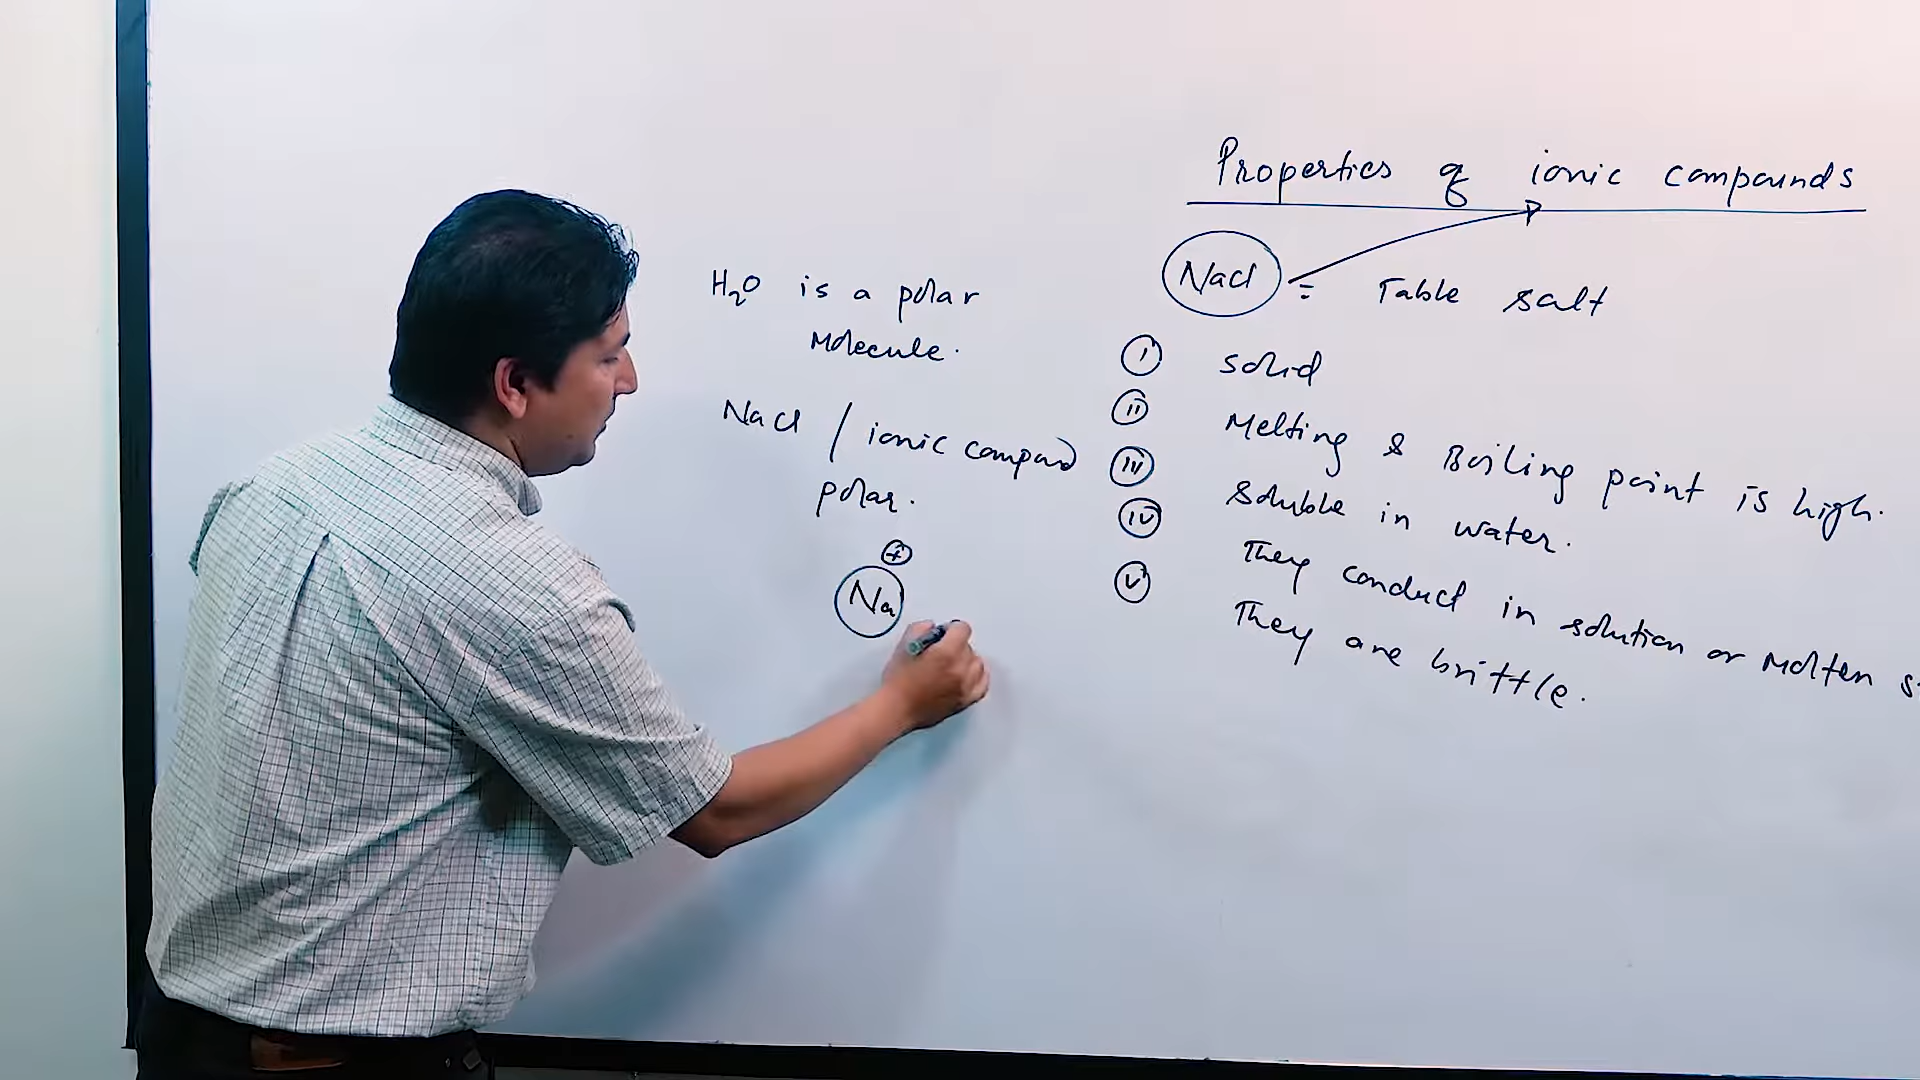 Properties of ionic compounds
NaCl = Table salt
i solid
ii Melting & Boiling point is high.
iii soluble in water.
iv They conduct in solution or molten
v They are brittle.
H2O is a polar
molecule.
NaCl / ionic compound
polar.
+
Na